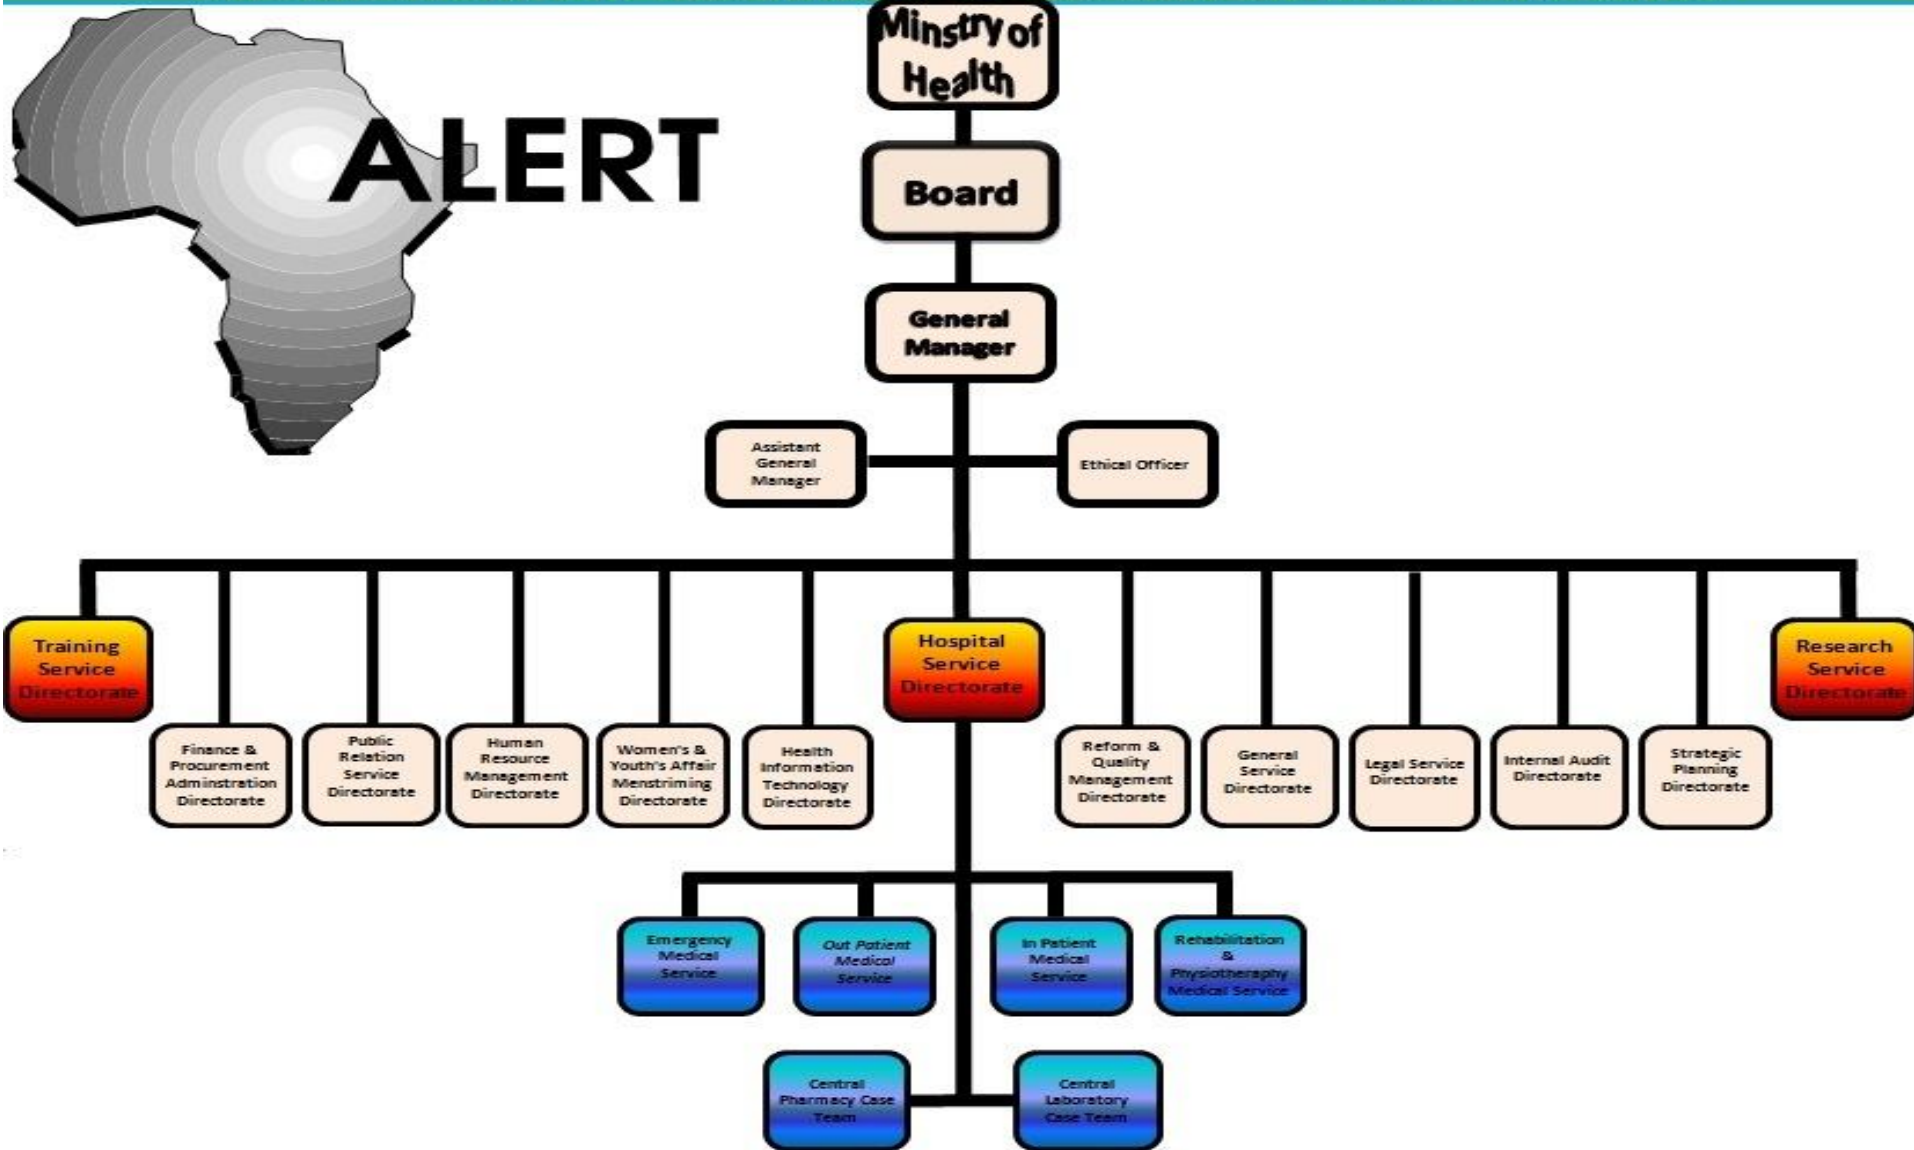 Minstry of
Health
ALERT
Board
General
Manager
Assistant
General
Manager
Ethical Officer
Training
Service
Directorate
Hospital
Service
Directorate
Research
Service
Directorate
Finance &
Procurement
Adminstration
Directorate
Public
Relation
Service
Directorate
Human
Resource
Management
Directorate
Women's &
Youth's Affair
Menstriming
Directorate
Health
Information
Technology
Directorate
Reform &
Quality
Management
Directorate
General
Service
Directorate
Legal Service
Directorate
Internal Audit
Directorate
Strategic
Planning
Directorate
Emergency
Medical
Service
Out Patient
Medical
Service
In Patient
Medical
Service
Rehabilitation
&
Physiotheraphy
Medical Service
Central
Pharmacy Case
Team
Central
Laboratory
Case Team